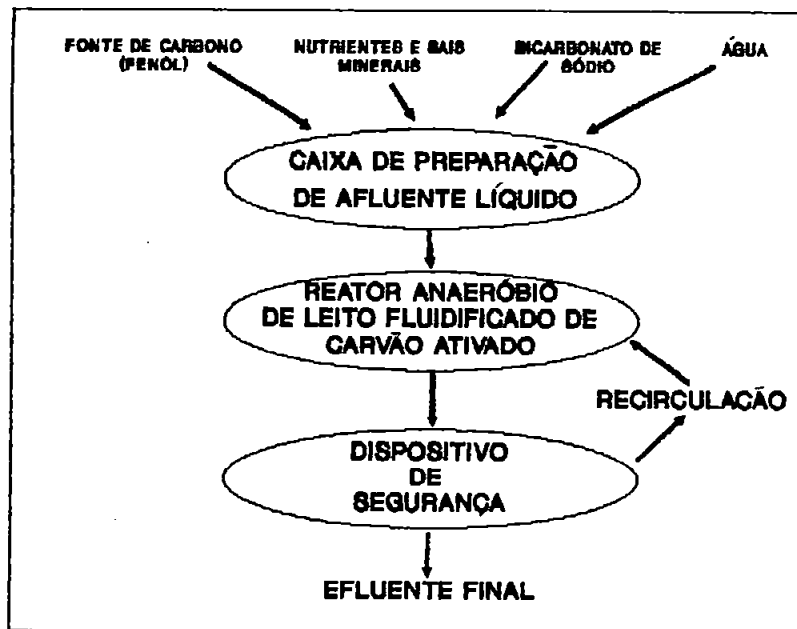 FONTE DE CARBONO
(FENOL)
NUTRIENTES E SAIS
MINERAIS
BICARBONATO DE
SÓDIO
ÁGUA
CAIXA DE PREPARAÇÃO
DE AFLUENTE LÍQUIDO
REATOR ANAERÓBIO
DE LEITO FLUIDIFICADO DE
CARVÃO ATIVADO
RECIRCULAÇÃO
DISPOSITIVO
DE
SEGURANÇA
EFLUENTE FINAL